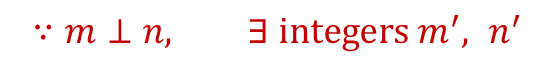 ∵ m ⊥ n, ∃ integers m′, n′